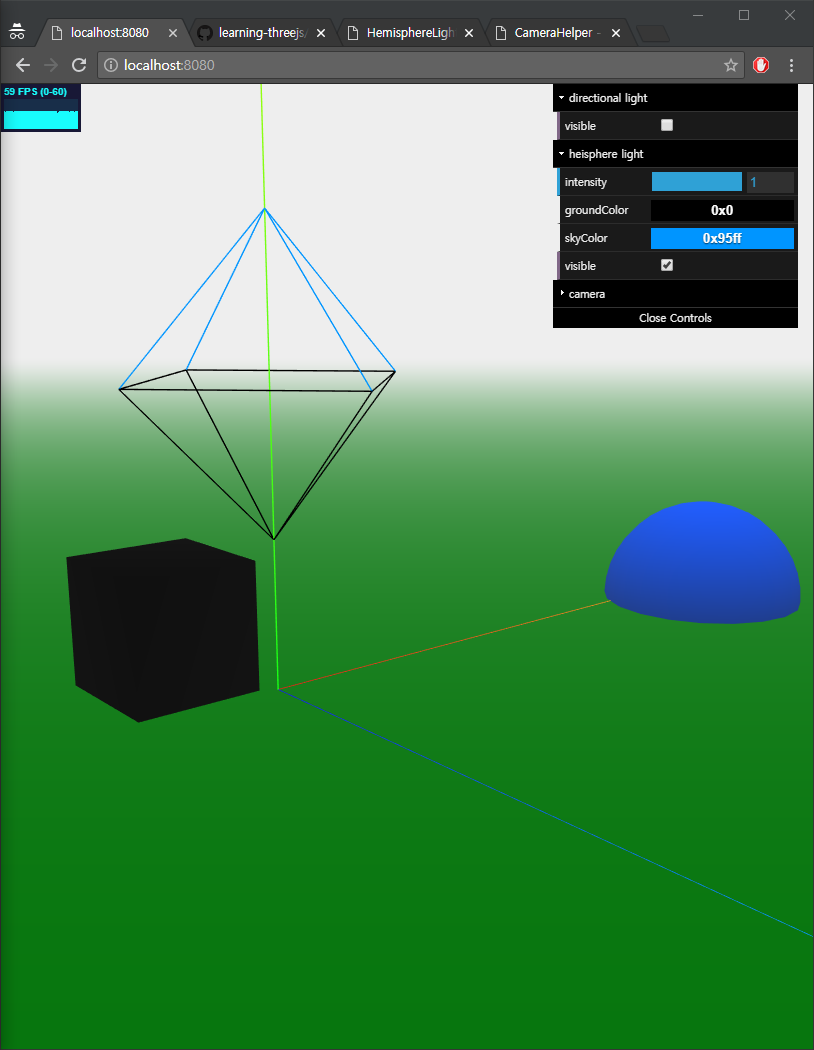 localhost:8080
learning-threejs/
HemisphereLigh
CameraHelper -
localhost:8080
59 FPS (0-60)
directional light
visible
heisphere light
intensity 1
groundColor 0x0
skyColor 0x95ff
visible
camera
Close Controls